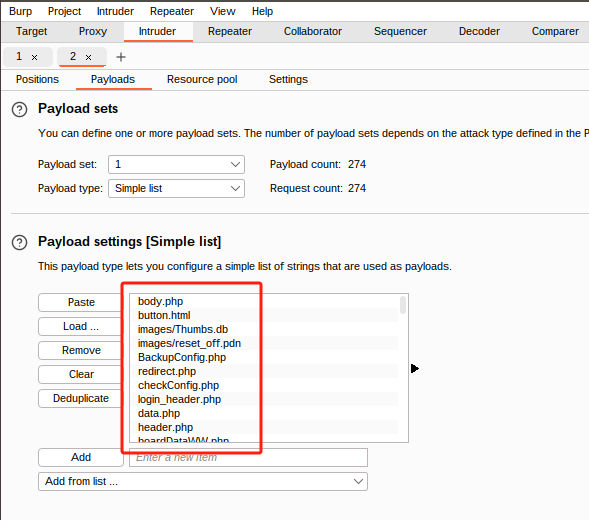 Burp Project Intruder Repeater View Help
Target Proxy Intruder Repeater Collaborator Sequencer Decoder Comparer
1 × 2 × +
Positions Payloads Resource pool Settings
? Payload sets
You can define one or more payload sets. The number of payload sets depends on the attack type defined in the P
Payload set: 1 Payload count: 274
Payload type: Simple list Request count: 274
? Payload settings [Simple list]
This payload type lets you configure a simple list of strings that are used as payloads.
Paste
Load ...
Remove
Clear
Deduplicate
body.php
button.html
images/Thumbs.db
images/reset_off.pdn
BackupConfig.php
redirect.php
checkConfig.php
login_header.php
data.php
header.php
boardDataWW.php
Add Enter a new item
Add from list ...